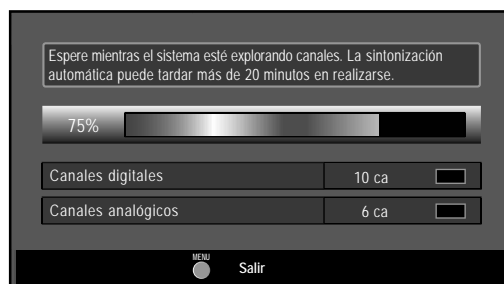 Espere mientras el sistema esté explorando canales. La sintonización
automática puede tardar más de 20 minutos en realizarse.
75%
Canales digitales 10 ca
Canales analógicos 6 ca
MENU Salir